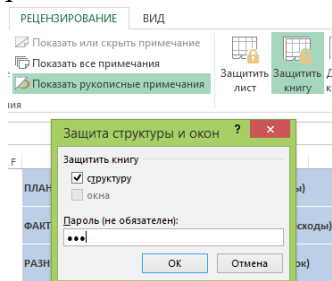 РЕЦЕНЗИРОВАНИЕ ВИД
Показать или скрыть примечание
Показать все примечания
Показать рукописные примечания
Защитить лист
Защитить книгу
Защита структуры и окон ? ×
Защитить книгу
структуру
окна
Пароль (не обязателен):
•••
ОК Отмена
F
ПЛАН ы)
ФАКТ сходы)
РАЗН ок)